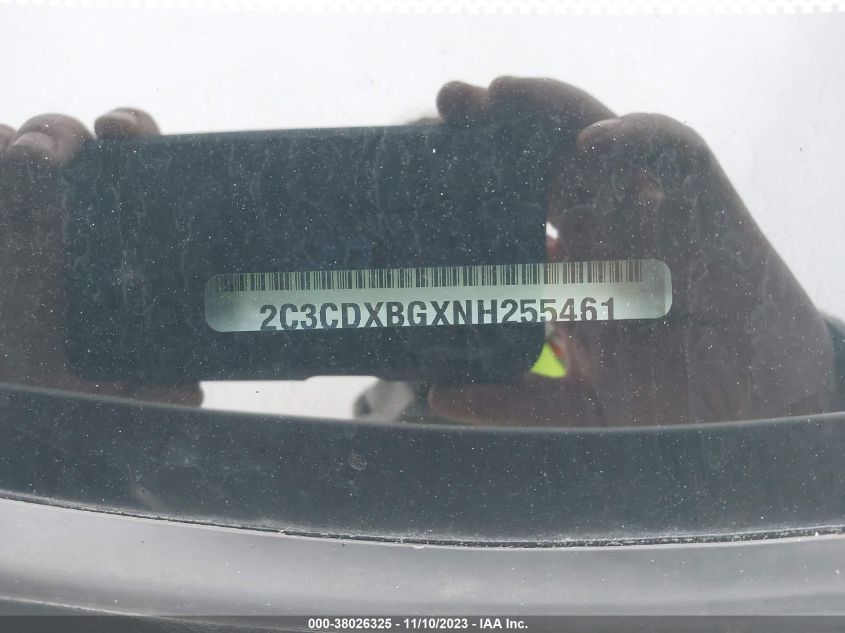 2C3CDXBGXNH255461
000-38026325 - 11/10/2023 - IAA Inc.